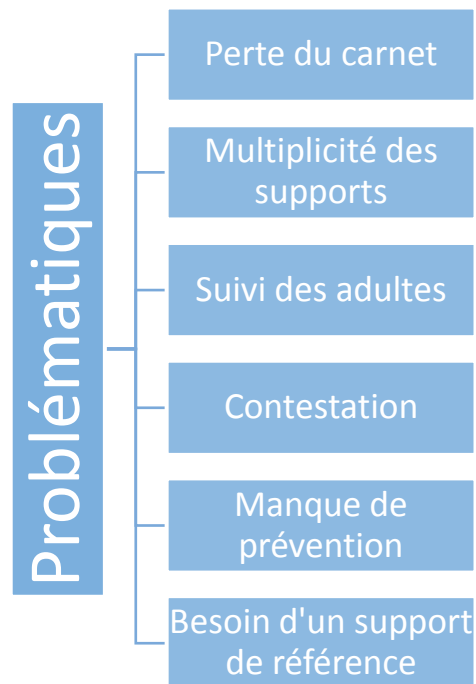 Problématiques
Perte du carnet
Multiplicité des
supports
Suivi des adultes
Contestation
Manque de
prévention
Besoin d'un support
de référence